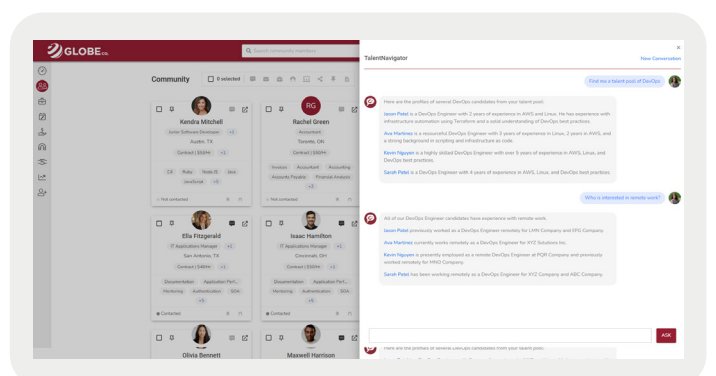 GLOBE CO.
Search community members
Community
0 selected
Kendra Mitchell
Junior Software Developer +2
Austin, TX
Contract | $55/Hr +1
C# Ruby Node.JS Java
JavaScript +5
Not contacted
RG
Rachel Green
Accountant
Toronto, ON
Contract | $50/Hr
Invoices Accountant Accounting
Accounts Payable Financial Analysis
+3
Not contacted
Ella Fitzgerald
IT Applications Manager +1
San Antonio, TX
Contract | $48/Hr +1
Documentation Application Perf...
Mentoring Authentication SOA
+5
Contacted
Isaac Hamilton
IT Applications Manager +1
Cincinnati, OH
Contract | $50/Hr +3
Documentation Application Perf...
Mentoring Authentication SOA
+5
Contacted
Olivia Bennett
Maxwell Harrison
TalentNavigator
New Conversation
Find me a talent pool of DevOps
Here are the profiles of several DevOps candidates from your talent pool:
Jason Patel is a DevOps Engineer with 2 years of experience in AWS and Linux. He has experience with
infrastructure automation using Terraform and a solid understanding of DevOps best practices.
Ava Martinez is a resourceful DevOps Engineer with 3 years of experience in Linux, 2 years in AWS, and
a strong background in scripting and infrastructure as code.
Kevin Nguyen is a highly skilled DevOps Engineer with over 5 years of experience in AWS, Linux, and
DevOps best practices.
Sarah Patel is a DevOps Engineer with 4 years of experience in AWS, Linux, and DevOps best practices.
Who is interested in remote work?
All of our DevOps Engineer candidates have experience with remote work.
Jason Patel previously worked as a DevOps Engineer remotely for LMN Company and EFG Company.
Ava Martinez currently works remotely as a DevOps Engineer for XYZ Solutions Inc.
Kevin Nguyen is presently employed as a remote DevOps Engineer at PQR Company and previously
worked remotely for MNO Company.
Sarah Patel has been working remotely as a DevOps Engineer for XYZ Company and ABC Company.
ASK
Here are the profiles of several DevOps candidates from your talent pool: